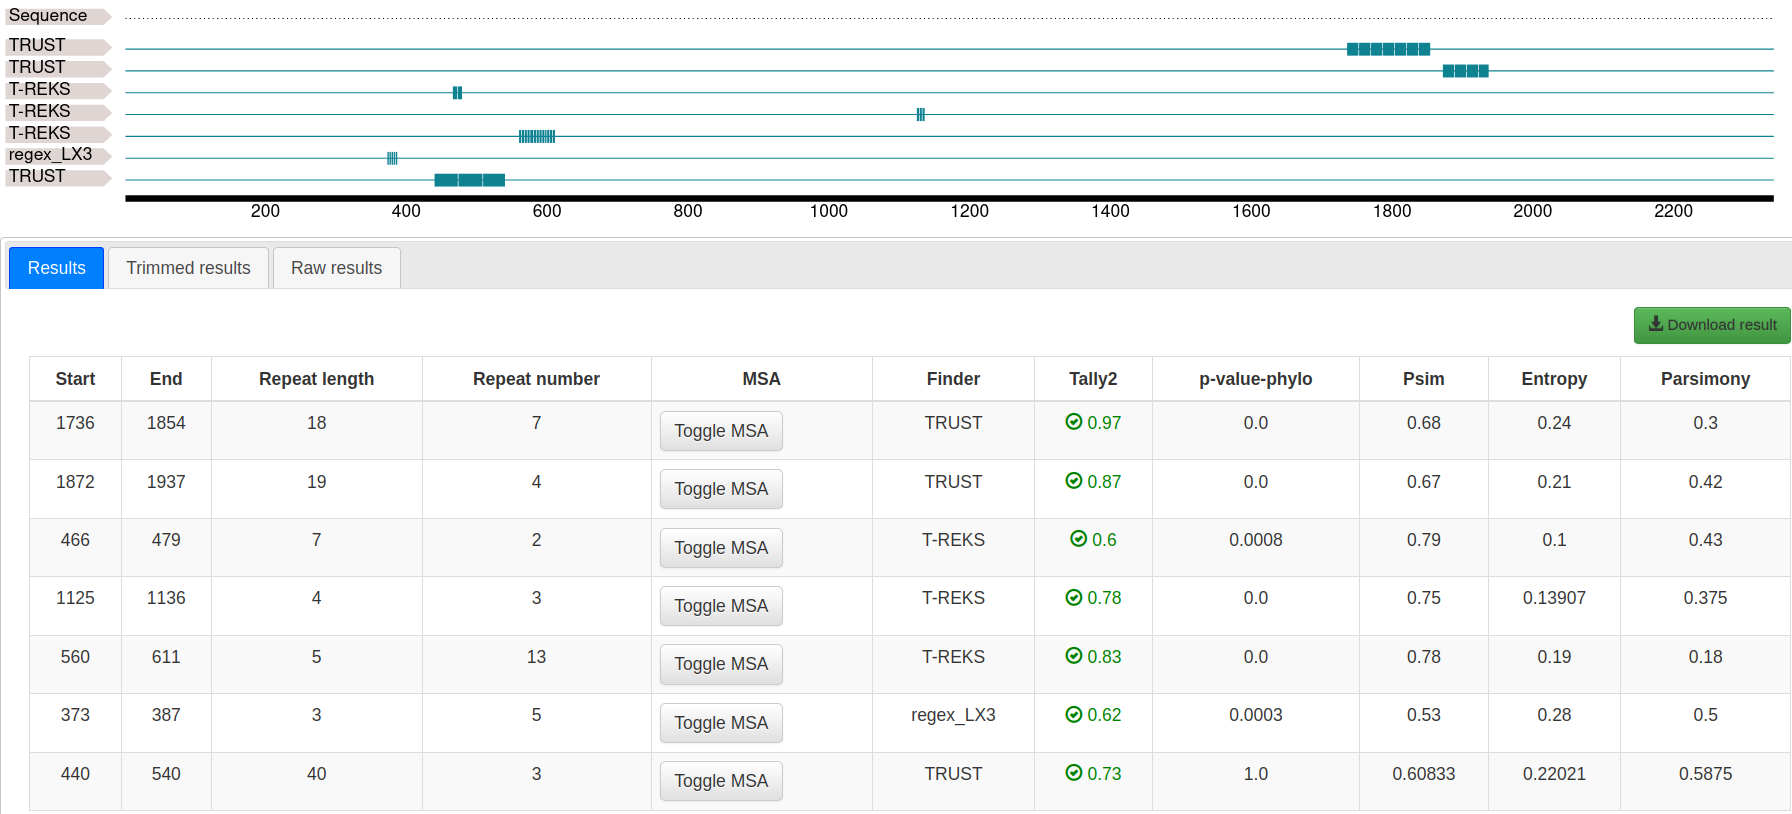 Sequence
TRUST
TRUST
T-REKS
T-REKS
T-REKS
regex_LX3
TRUST
200 400 600 800 1000 1200 1400 1600 1800 2000 2200
Results Trimmed results Raw results
Download result
Start End Repeat length Repeat number MSA Finder Tally2 p-value-phylo Psim Entropy Parsimony
1736 1854 18 7 Toggle MSA TRUST 0.97 0.0 0.68 0.24 0.3
1872 1937 19 4 Toggle MSA TRUST 0.87 0.0 0.67 0.21 0.42
466 479 7 2 Toggle MSA T-REKS 0.6 0.0008 0.79 0.1 0.43
1125 1136 4 3 Toggle MSA T-REKS 0.78 0.0 0.75 0.13907 0.375
560 611 5 13 Toggle MSA T-REKS 0.83 0.0 0.78 0.19 0.18
373 387 3 5 Toggle MSA regex_LX3 0.62 0.0003 0.53 0.28 0.5
440 540 40 3 Toggle MSA TRUST 0.73 1.0 0.60833 0.22021 0.5875